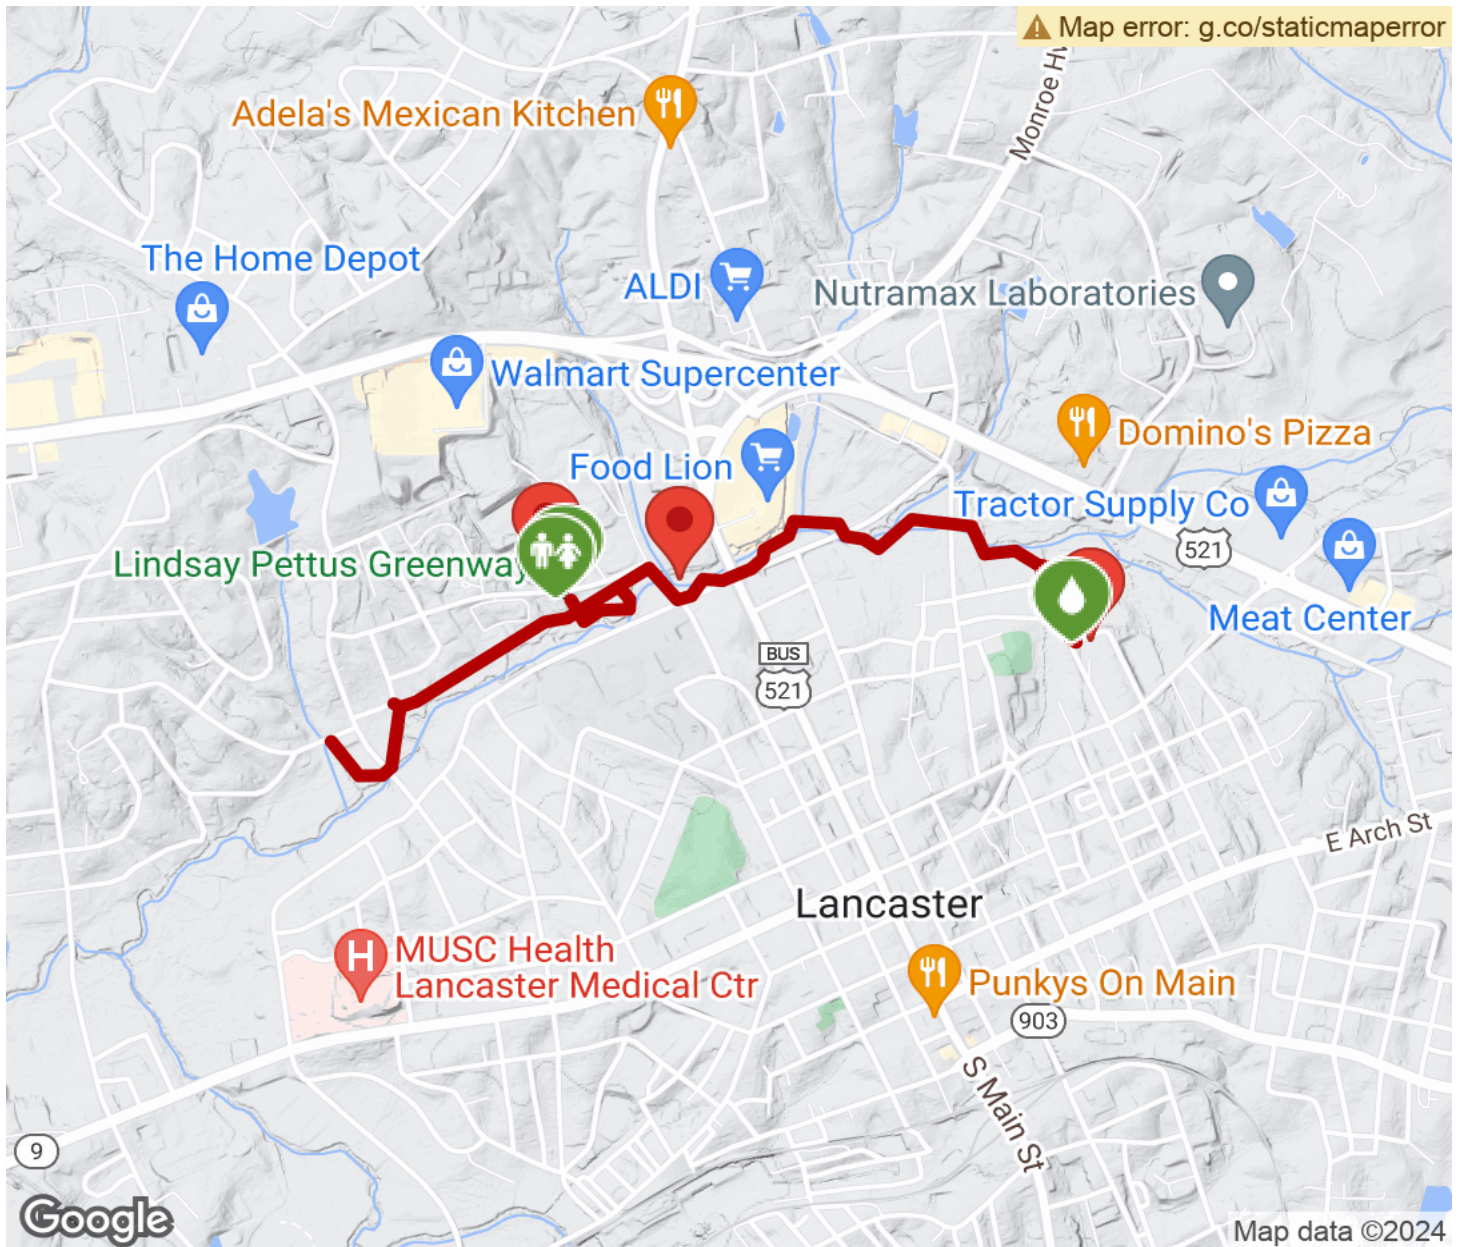 Map error: g.co/staticmaperror
Monroe Hw
Adela's Mexican Kitchen
The Home Depot
ALDI
Nutramax Laboratories
Walmart Supercenter
Domino's Pizza
Food Lion
Tractor Supply Co
521
Lindsay Pettus Greenway
Meat Center
BUS
521
E Arch St
Lancaster
MUSC Health
Lancaster Medical Ctr
H
Punkys On Main
903
S Main St
9
Google
Map data ©2024